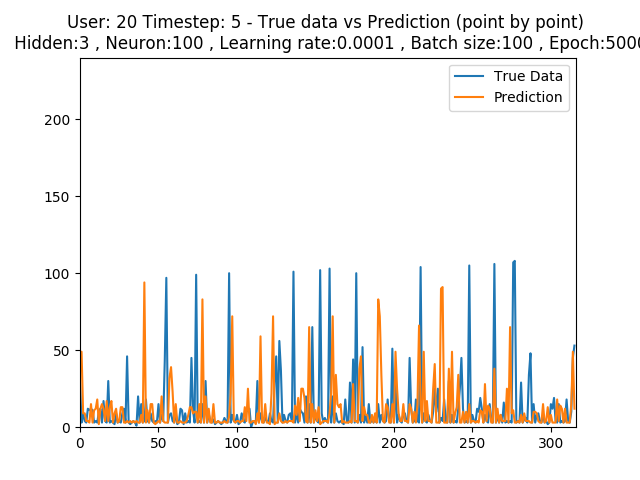 User: 20 Timestep: 5 - True data vs Prediction (point by point)
Hidden:3 , Neuron:100 , Learning rate:0.0001 , Batch size:100 , Epoch:5000
True Data
Prediction
200
150
100
50
0
0 50 100 150 200 250 300